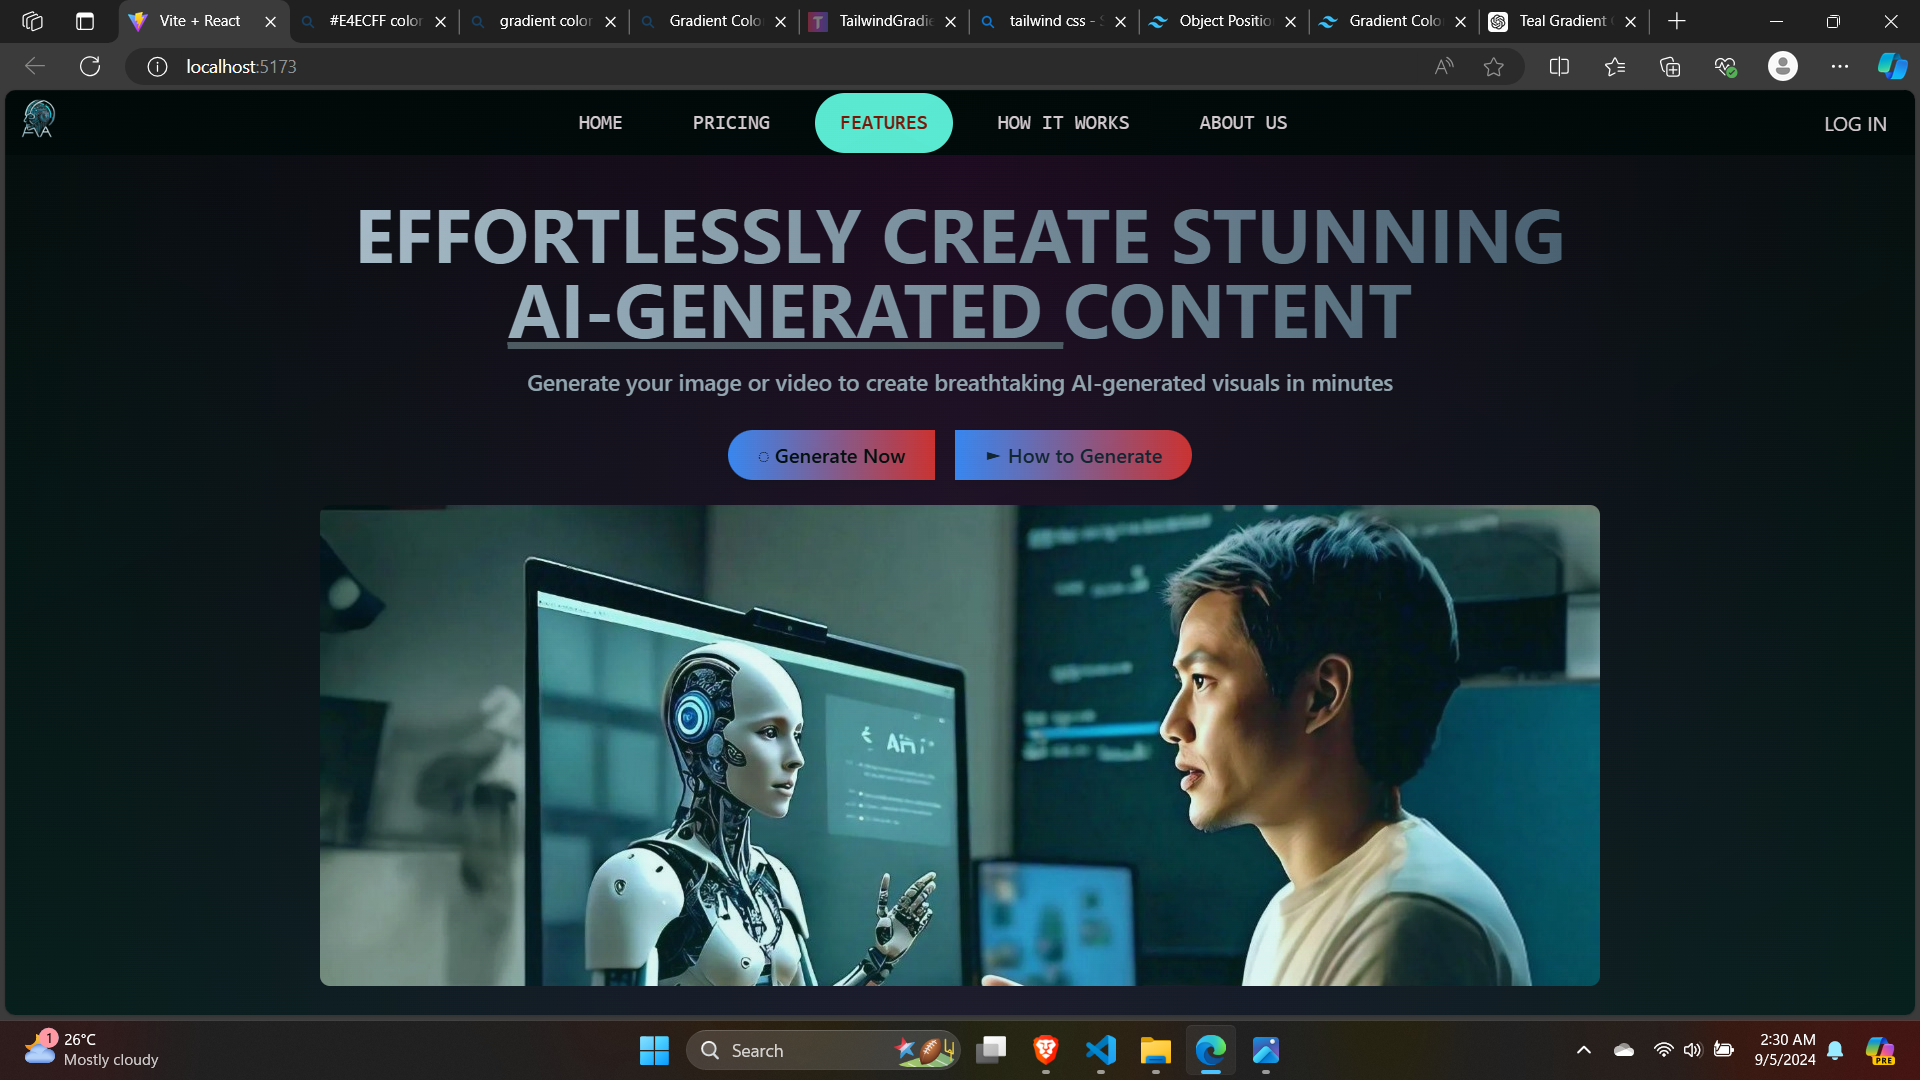 Vite + React
#E4ECFF color
gradient color
Gradient Colo
TailwindGradie
tailwind css - S
Object Positio
Gradient Colo
Teal Gradient
localhost:5173
HOME
PRICING
FEATURES
HOW IT WORKS
ABOUT US
LOG IN
EFFORTLESSLY CREATE STUNNING
AI-GENERATED CONTENT
Generate your image or video to create breathtaking AI-generated visuals in minutes
◌ Generate Now
► How to Generate
1
26°C
Mostly cloudy
Search
2:30 AM
9/5/2024
PRE